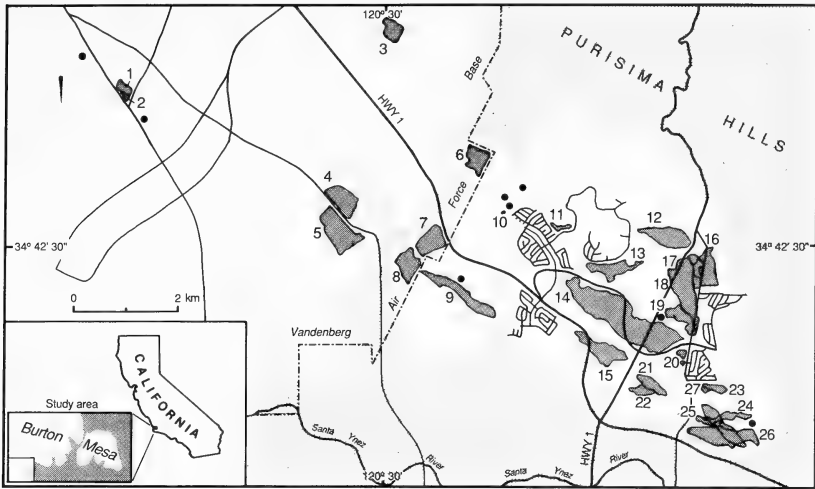 120° 30'
3
PURISIMA
HILLS
1
2
HWY 1
Base
Force
6
4
5
10
11
12
7
34° 42' 30"
34° 42' 30"
16
13
17
18
8
9
14
19
Air
0 2 km
Vandenberg
15
20
21
22
27
23
25
24
26
CALIFORNIA
Study area
Burton
Mesa
Santa Ynez
River
120° 30'
Santa Ynez
River
HWY 1